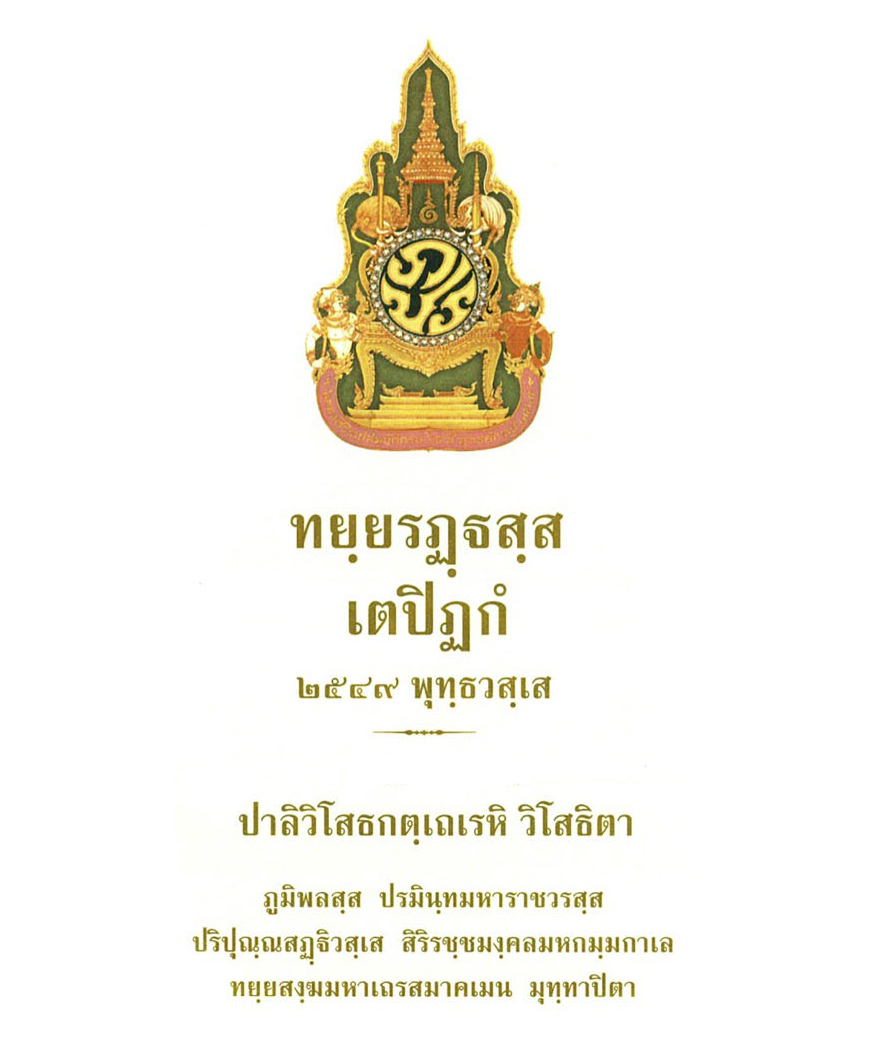 ทยฺยรฏฺฐสฺส
เตปิฏกํ
๒๕๔๙ พุทฺธวสฺเส
ปาลิวิโสธกตฺเถเรหิ วิโสธิตา
ภูมิพลสฺส ปรมินฺทมหาราชวรสฺส
ปริปุณฺณสฏฺฐิวสฺเส สิริรชฺชมงฺคลมหกมฺมกาเล
ทยฺยสงฺฆมหาเถรสมาคเมน มุทฺทาปิตา